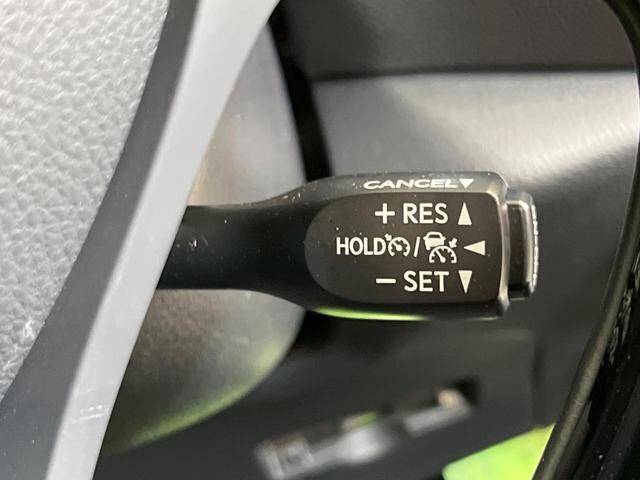 CANCEL▼
+ RES ▲
HOLD / ◀
− SET ▼